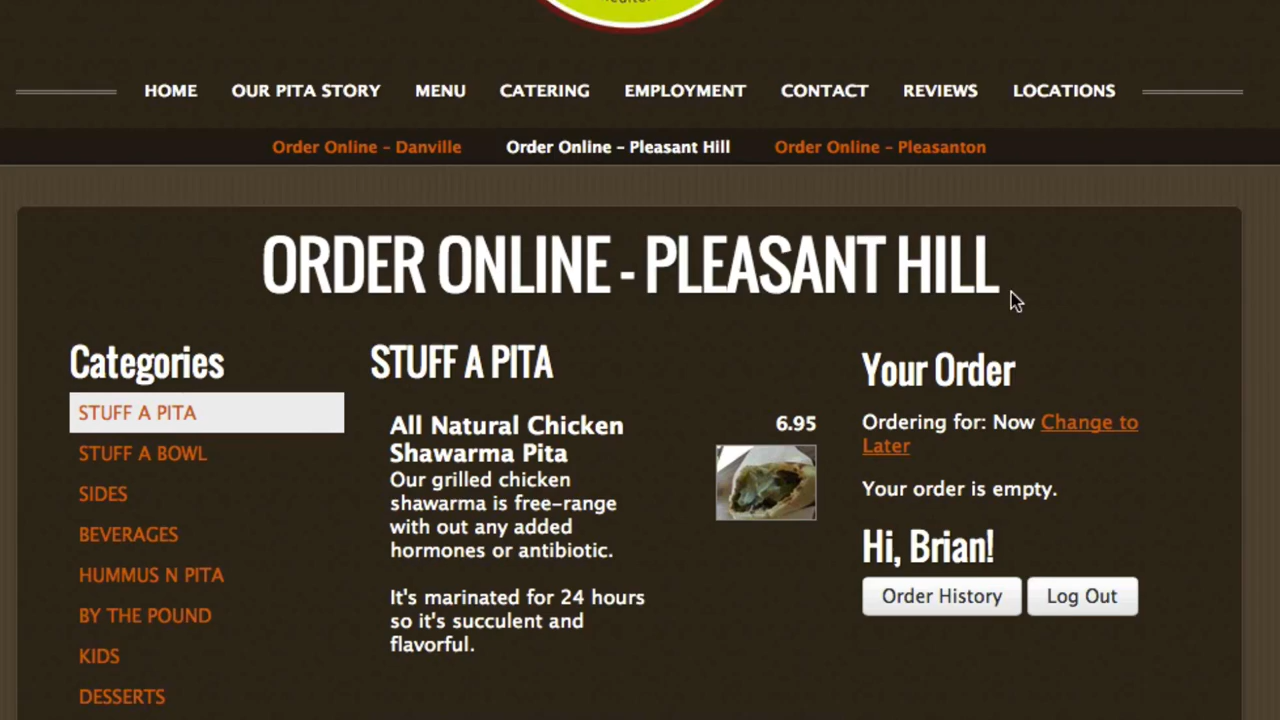 HOME OUR PITA STORY MENU CATERING EMPLOYMENT CONTACT REVIEWS LOCATIONS
Order Online – Danville Order Online – Pleasant Hill Order Online – Pleasanton
ORDER ONLINE - PLEASANT HILL
Categories
STUFF A PITA
STUFF A BOWL
SIDES
BEVERAGES
HUMMUS N PITA
BY THE POUND
KIDS
DESSERTS
STUFF A PITA
All Natural Chicken
Shawarma Pita
6.95
Our grilled chicken
shawarma is free-range
with out any added
hormones or antibiotic.
It's marinated for 24 hours
so it's succulent and
flavorful.
Your Order
Ordering for: Now Change to
Later
Your order is empty.
Hi, Brian!
Order History Log Out